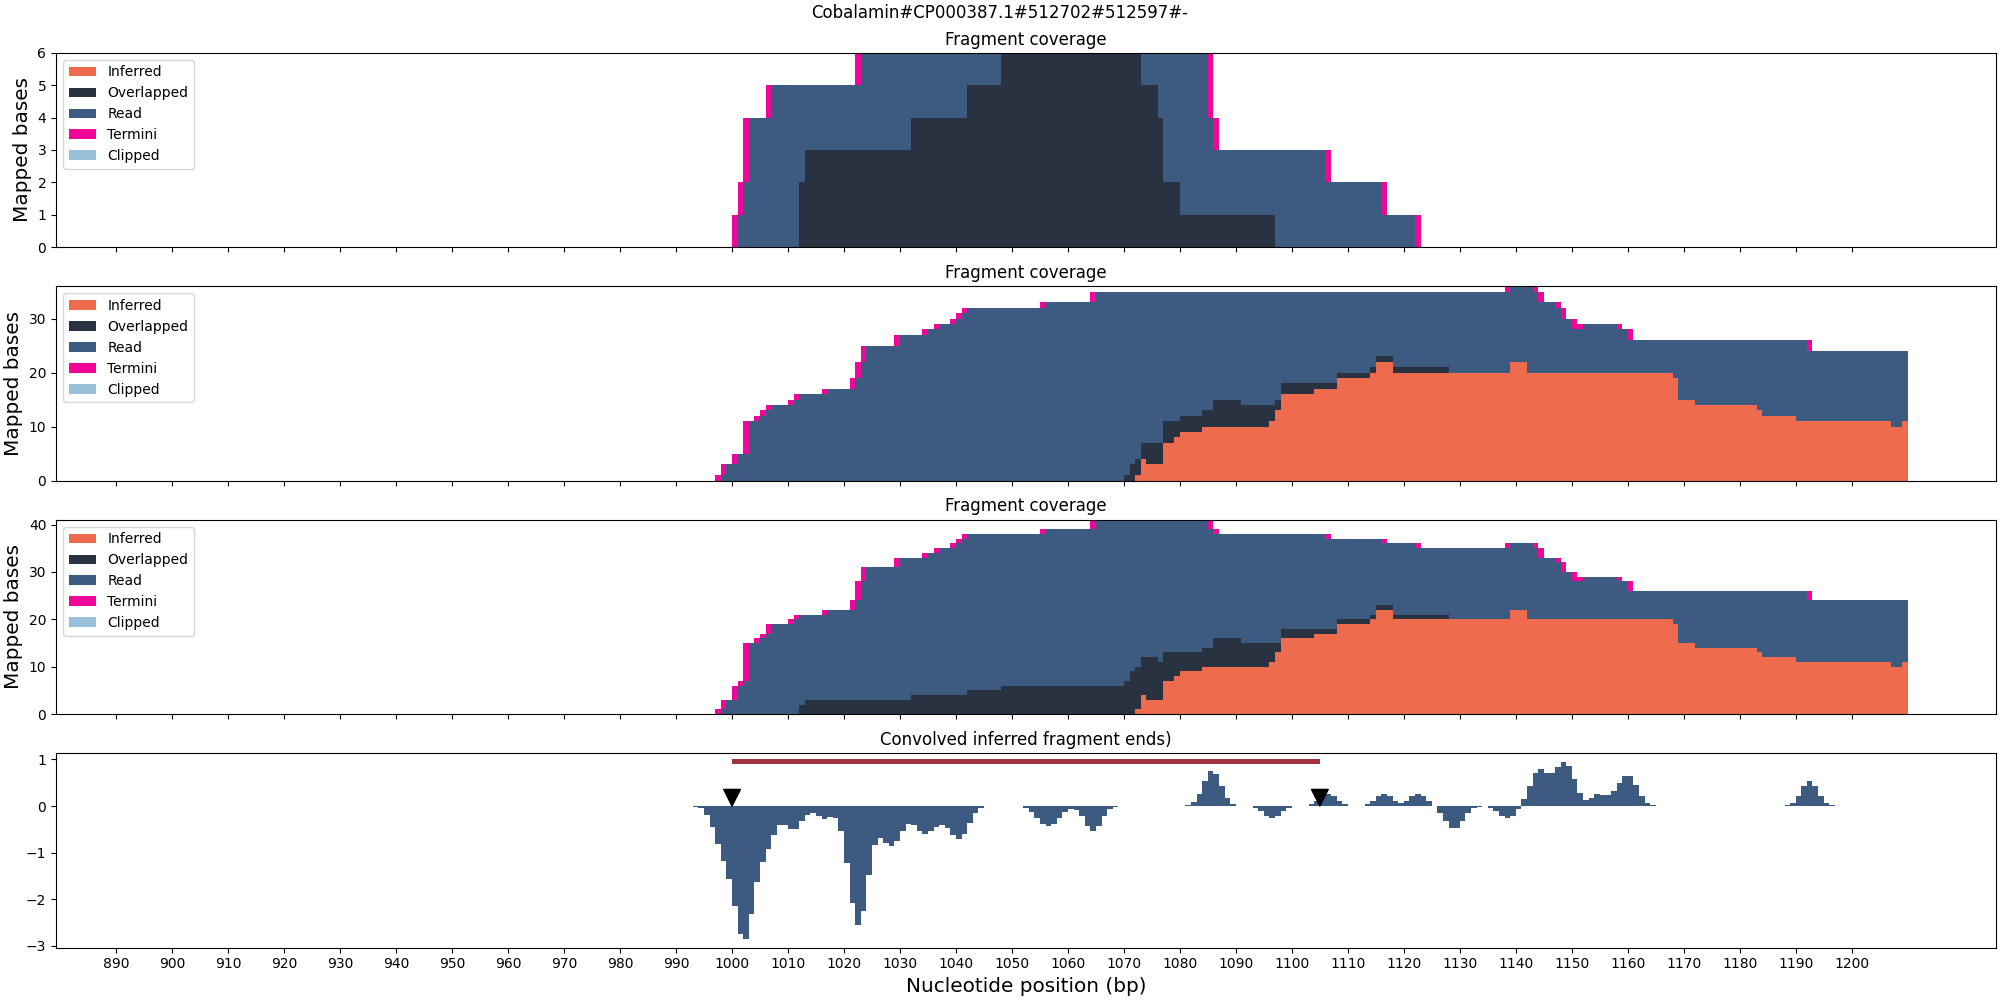 Cobalamin#CP000387.1#512702#512597#-
Fragment coverage
Mapped bases
6
5
4
3
2
1
0
Inferred
Overlapped
Read
Termini
Clipped
Fragment coverage
Mapped bases
30
20
10
0
Inferred
Overlapped
Read
Termini
Clipped
Fragment coverage
Mapped bases
40
30
20
10
0
Inferred
Overlapped
Read
Termini
Clipped
Convolved inferred fragment ends)
1
0
−1
−2
−3
890 900 910 920 930 940 950 960 970 980 990 1000 1010 1020 1030 1040 1050 1060 1070 1080 1090 1100 1110 1120 1130 1140 1150 1160 1170 1180 1190 1200
Nucleotide position (bp)